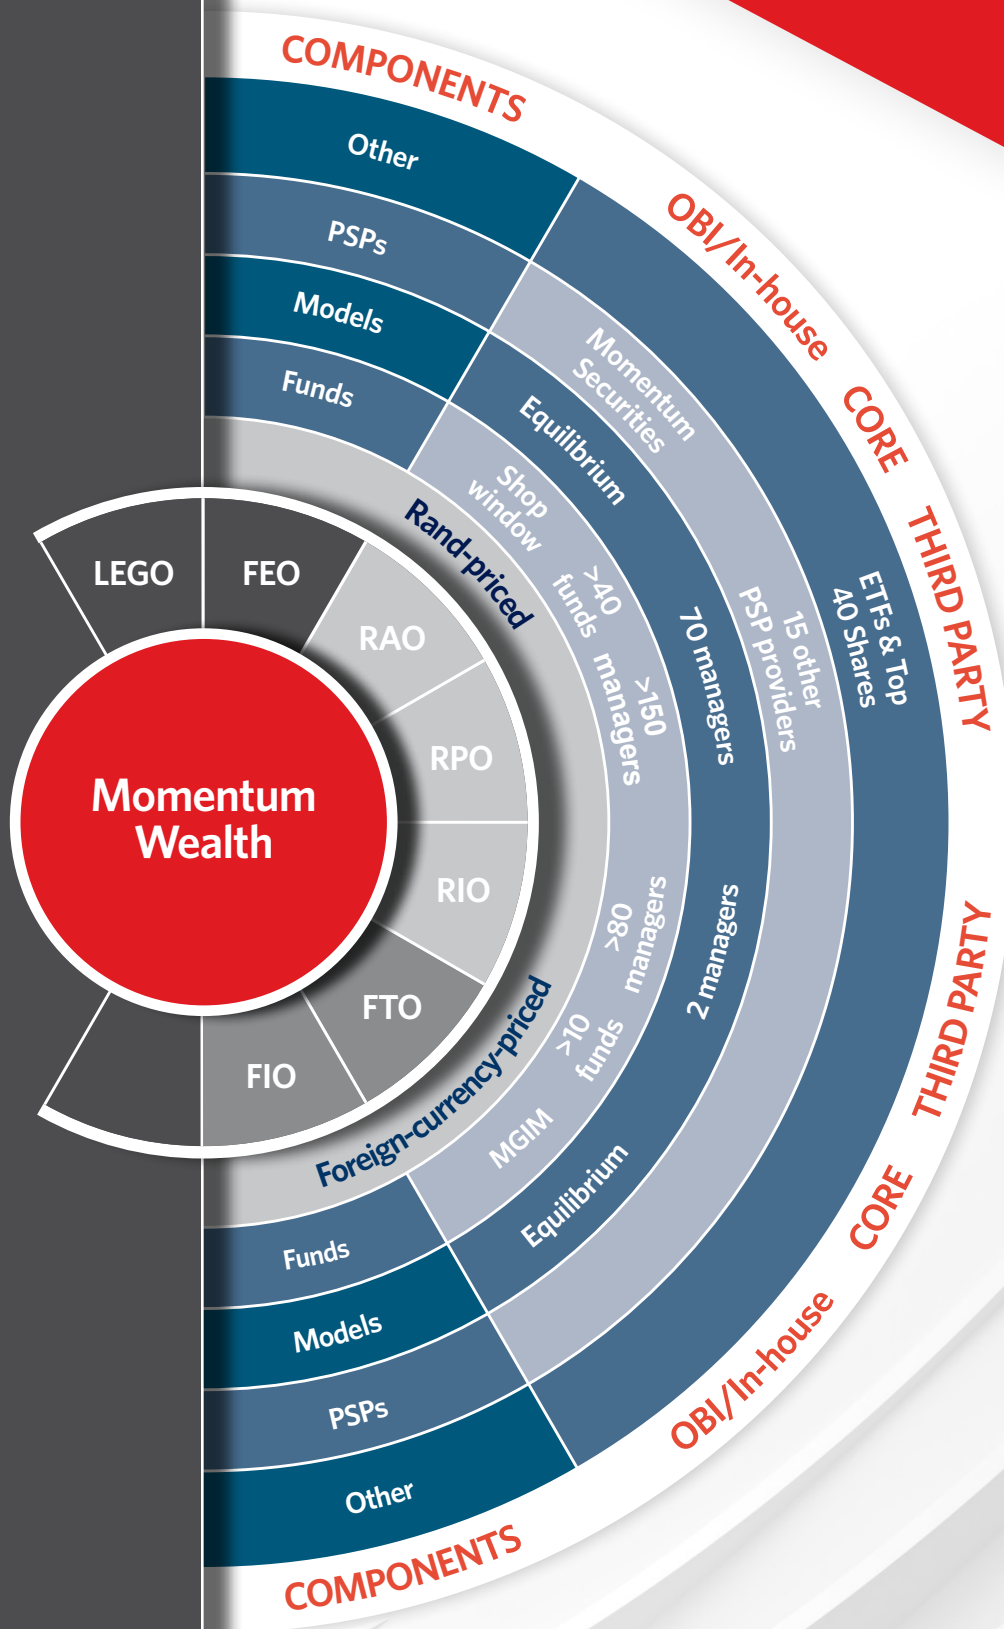 COMPONENTS
Other
PSPs
Models
Funds
OBI/In-house
CORE
THIRD PARTY
Momentum
Securities
Equilibrium
Shop
window
>40
funds
>150
managers
70 managers
15 other
PSP providers
ETFs & Top
40 Shares
Rand-priced
LEGO
FEO
RAO
RPO
RIO
FTO
FIO
Momentum
Wealth
Foreign-currency-priced
>80
managers
2 managers
>10
funds
MGIM
Equilibrium
THIRD PARTY
CORE
OBI/In-house
Funds
Models
PSPs
Other
COMPONENTS